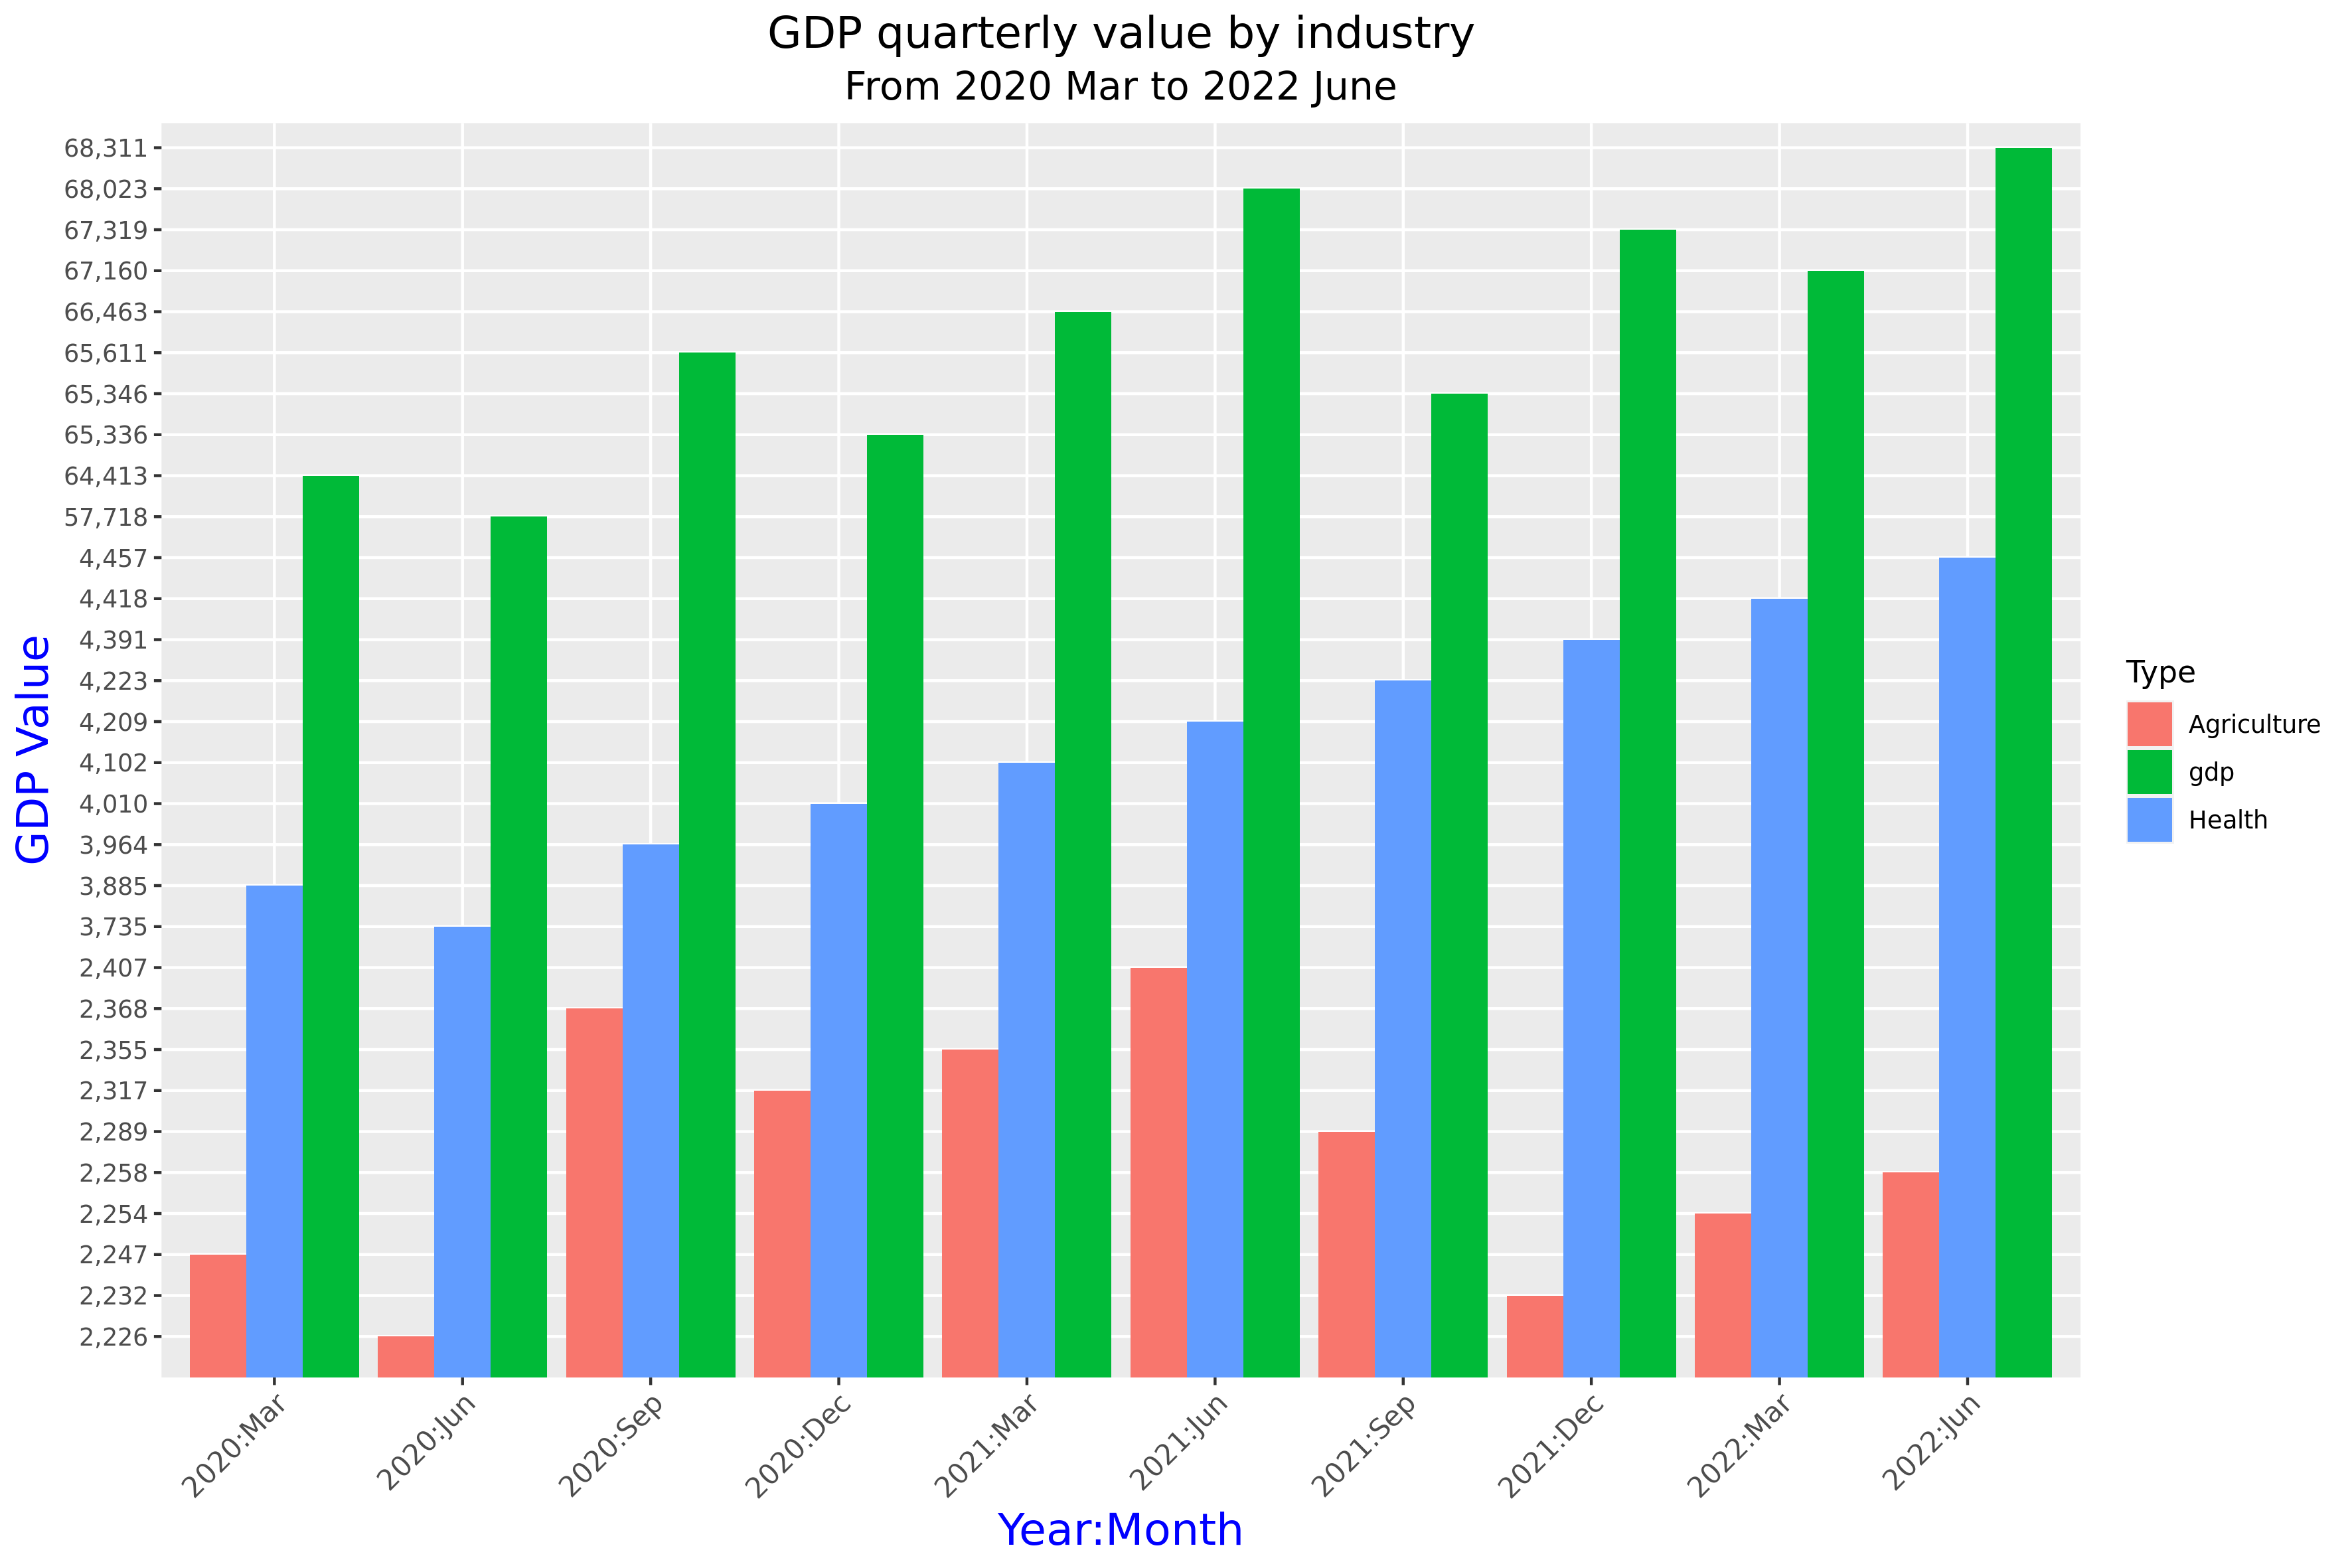 GDP quarterly value by industry
From 2020 Mar to 2022 June
GDP Value
68,311
68,023
67,319
67,160
66,463
65,611
65,346
65,336
64,413
57,718
4,457
4,418
4,391
4,223
4,209
4,102
4,010
3,964
3,885
3,735
2,407
2,368
2,355
2,317
2,289
2,258
2,254
2,247
2,232
2,226
2020:Mar
2020:Jun
2020:Sep
2020:Dec
2021:Mar
2021:Jun
2021:Sep
2021:Dec
2022:Mar
2022:Jun
Year:Month
Type
Agriculture
gdp
Health